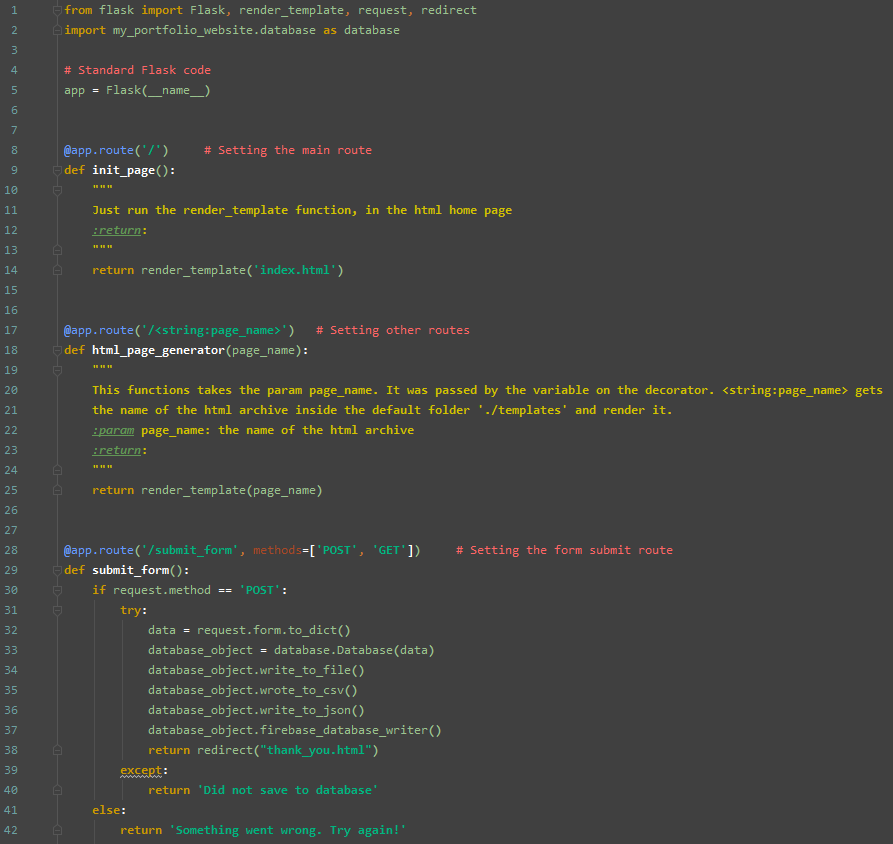 1 from flask import Flask, render_template, request, redirect
2 import my_portfolio_website.database as database
3
4 # Standard Flask code
5 app = Flask(__name__)
6
7
8 @app.route('/')     # Setting the main route
9 def init_page():
10     """
11     Just run the render_template function, in the html home page
12     :return:
13     """
14     return render_template('index.html')
15
16
17 @app.route('/<string:page_name>')   # Setting other routes
18 def html_page_generator(page_name):
19     """
20     This functions takes the param page_name. It was passed by the variable on the decorator. <string:page_name> gets
21     the name of the html archive inside the default folder './templates' and render it.
22     :param page_name: the name of the html archive
23     :return:
24     """
25     return render_template(page_name)
26
27
28 @app.route('/submit_form', methods=['POST', 'GET'])     # Setting the form submit route
29 def submit_form():
30     if request.method == 'POST':
31         try:
32             data = request.form.to_dict()
33             database_object = database.Database(data)
34             database_object.write_to_file()
35             database_object.wrote_to_csv()
36             database_object.write_to_json()
37             database_object.firebase_database_writer()
38             return redirect("thank_you.html")
39         except:
40             return 'Did not save to database'
41     else:
42         return 'Something went wrong. Try again!'